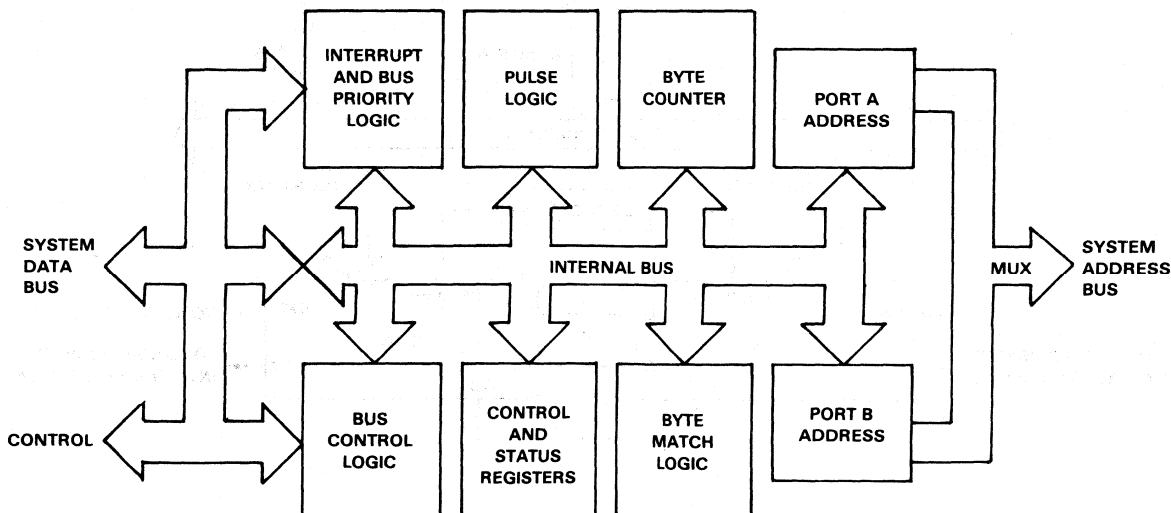 INTERRUPT
AND BUS
PRIORITY
LOGIC
PULSE
LOGIC
BYTE
COUNTER
PORT A
ADDRESS
SYSTEM
DATA
BUS
INTERNAL BUS
MUX
SYSTEM
ADDRESS
BUS
CONTROL
BUS
CONTROL
LOGIC
CONTROL
AND
STATUS
REGISTERS
BYTE
MATCH
LOGIC
PORT B
ADDRESS